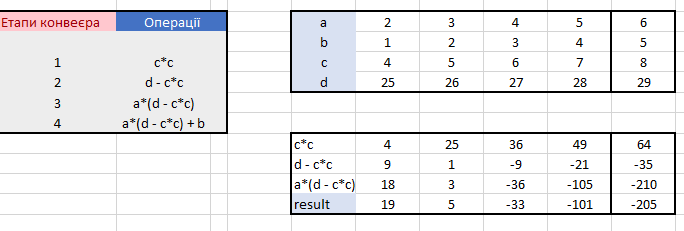 Етапи конвеєра Операції
1 c*c
2 d - c*c
3 a*(d - c*c)
4 a*(d - c*c) + b
a 2 3 4 5 6
b 1 2 3 4 5
c 4 5 6 7 8
d 25 26 27 28 29
c*c 4 25 36 49 64
d - c*c 9 1 -9 -21 -35
a*(d - c*c) 18 3 -36 -105 -210
result 19 5 -33 -101 -205